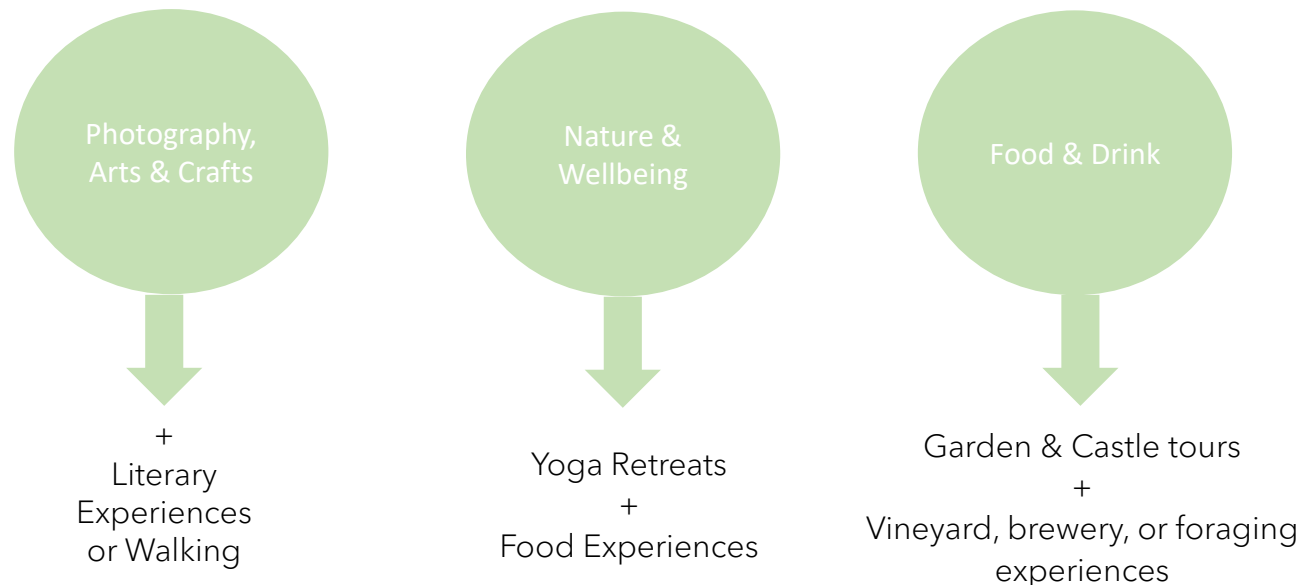 Photography,
Arts & Crafts
+
Literary
Experiences
or Walking
Nature &
Wellbeing
Yoga Retreats
+
Food Experiences
Food & Drink
Garden & Castle tours
+
Vineyard, brewery, or foraging
experiences